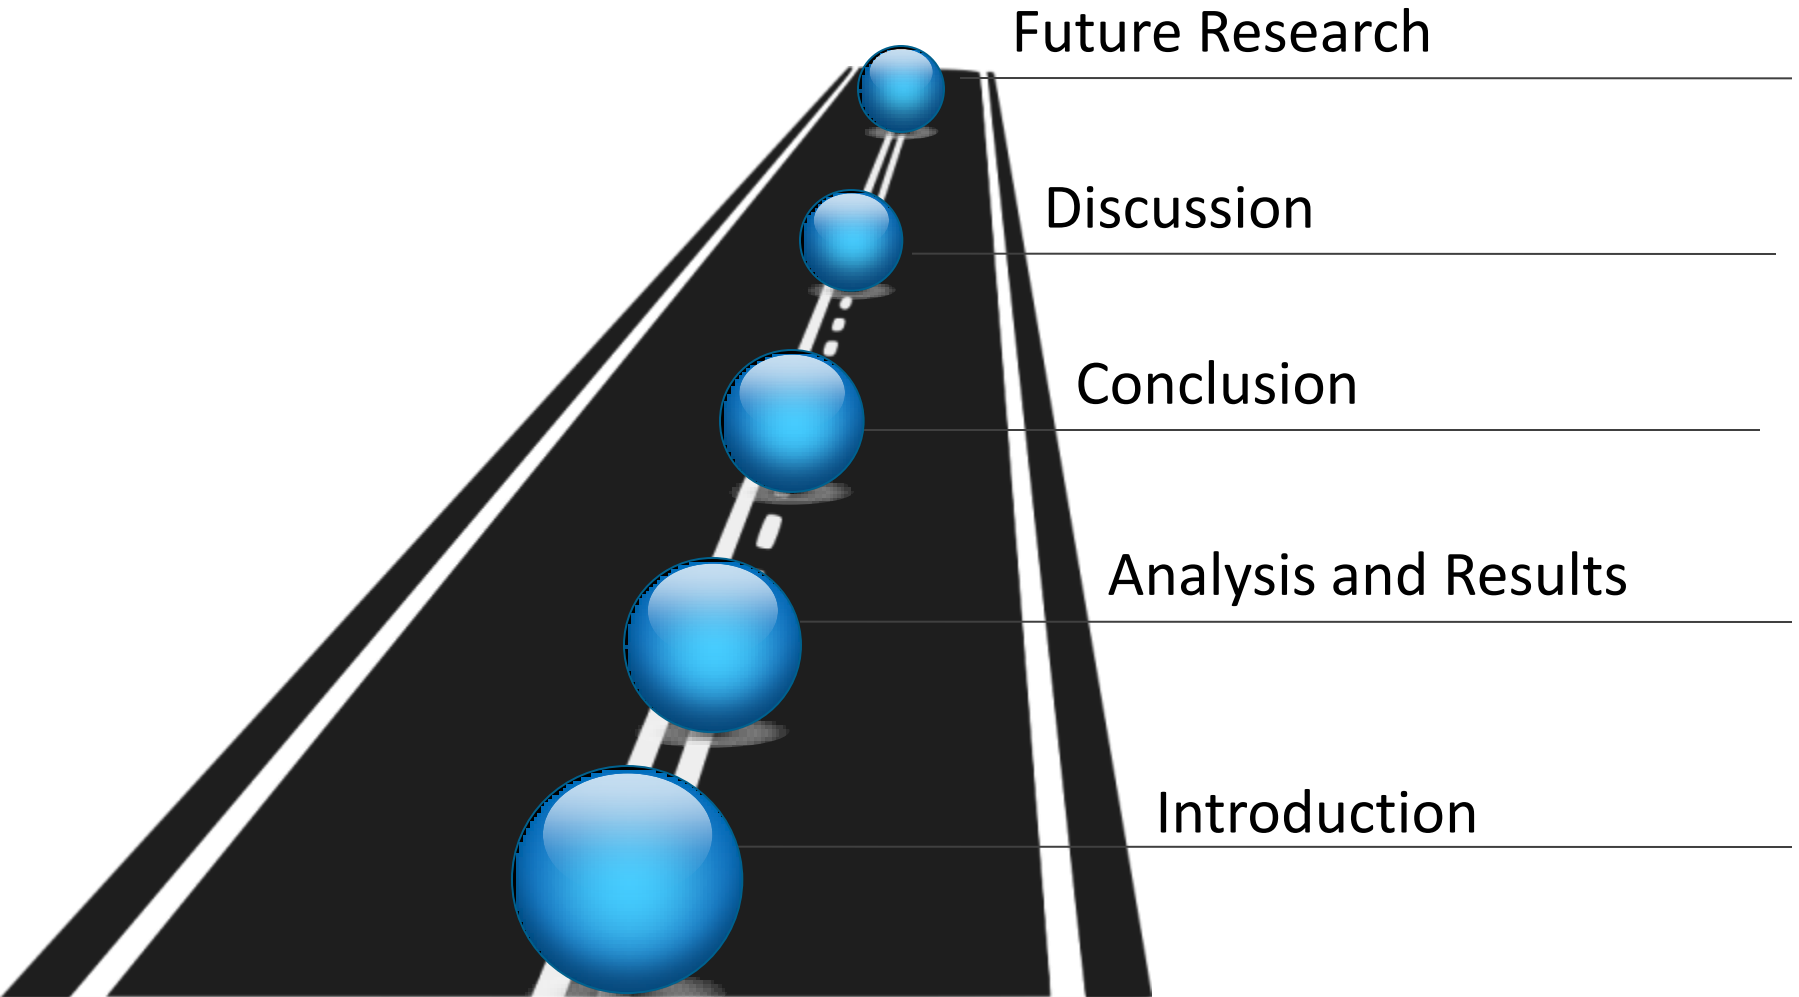 Future Research
Discussion
Conclusion
Analysis and Results
Introduction